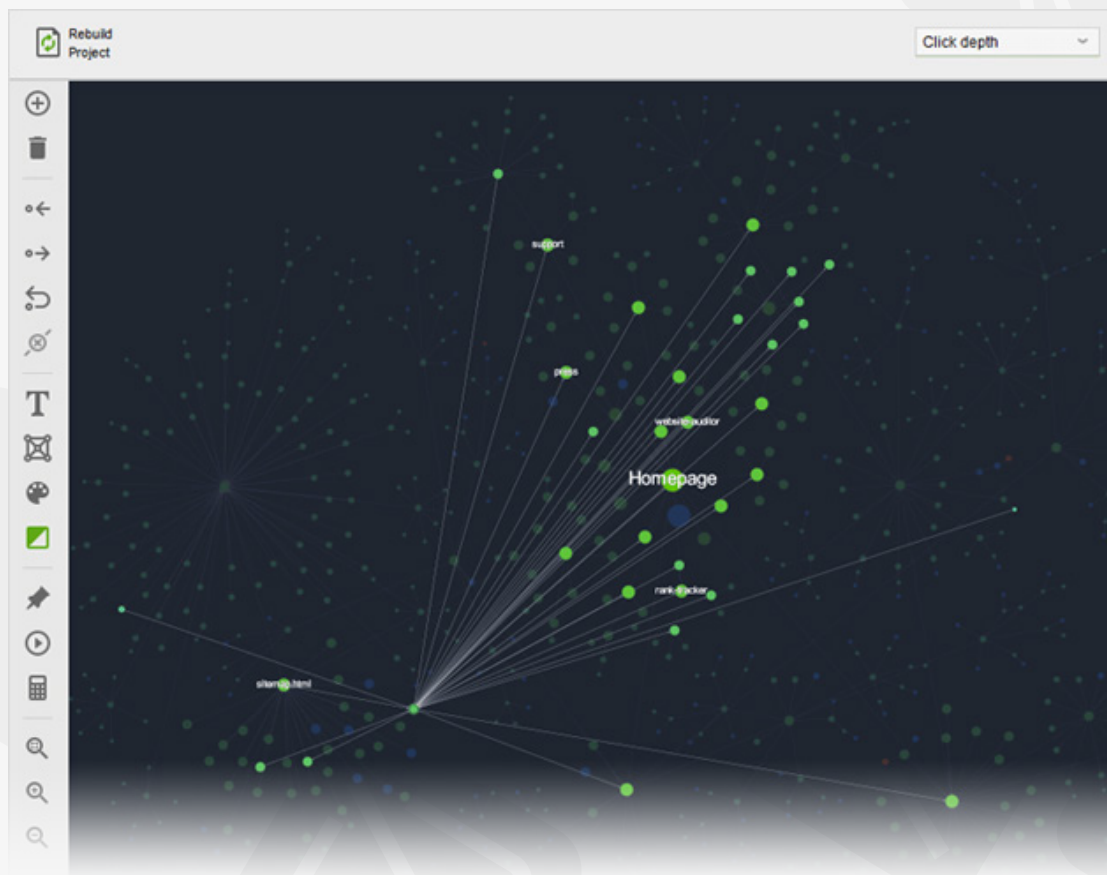 Rebuild
Project
Click depth
support
press
website-auditor
Homepage
rank-tracker
sitemap.html